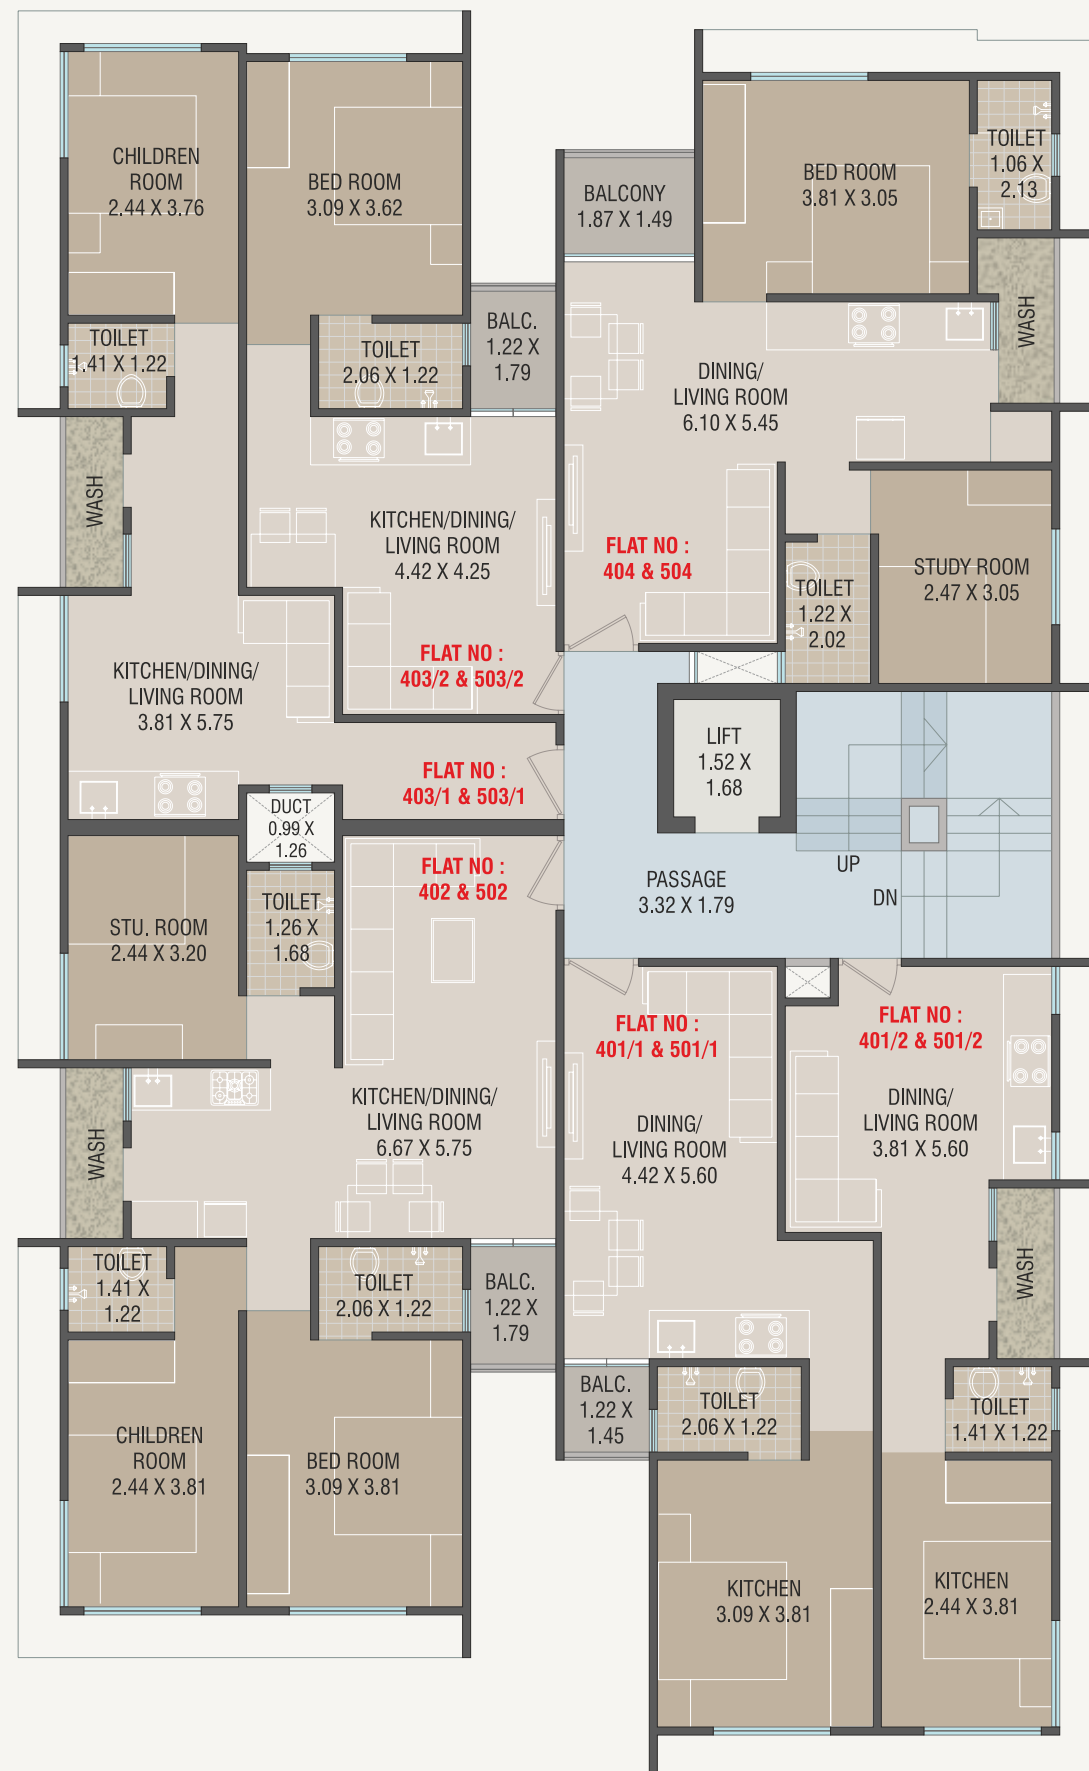 CHILDREN
ROOM
2.44 X 3.76
BED ROOM
3.09 X 3.62
TOILET
1.41 X 1.22
TOILET
2.06 X 1.22
BALC.
1.22 X
1.79
WASH
KITCHEN/DINING/
LIVING ROOM
4.42 X 4.25
FLAT NO :
403/2 & 503/2
KITCHEN/DINING/
LIVING ROOM
3.81 X 5.75
FLAT NO :
403/1 & 503/1
DUCT
0.99 X
1.26
BALCONY
1.87 X 1.49
BED ROOM
3.81 X 3.05
TOILET
1.06 X
2.13
WASH
DINING/
LIVING ROOM
6.10 X 5.45
FLAT NO :
404 & 504
TOILET
1.22 X
2.02
STUDY ROOM
2.47 X 3.05
LIFT
1.52 X
1.68
PASSAGE
3.32 X 1.79
UP
DN
STU. ROOM
2.44 X 3.20
TOILET
1.26 X
1.68
FLAT NO :
402 & 502
KITCHEN/DINING/
LIVING ROOM
6.67 X 5.75
WASH
TOILET
1.41 X
1.22
TOILET
2.06 X 1.22
BALC.
1.22 X
1.79
CHILDREN
ROOM
2.44 X 3.81
BED ROOM
3.09 X 3.81
FLAT NO :
401/1 & 501/1
DINING/
LIVING ROOM
4.42 X 5.60
BALC.
1.22 X
1.45
TOILET
2.06 X 1.22
KITCHEN
3.09 X 3.81
FLAT NO :
401/2 & 501/2
DINING/
LIVING ROOM
3.81 X 5.60
WASH
TOILET
1.41 X 1.22
KITCHEN
2.44 X 3.81